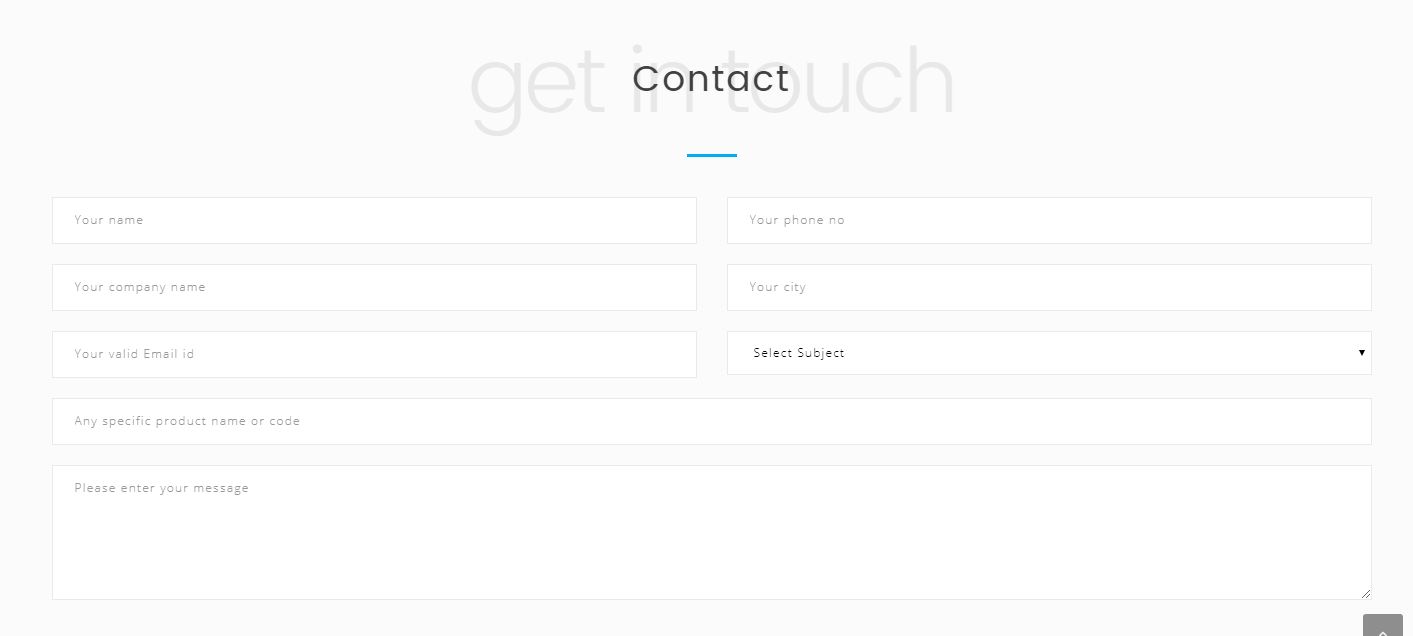 get in touch
Contact
Your name
Your phone no
Your company name
Your city
Your valid Email id
Select Subject
Any specific product name or code
Please enter your message